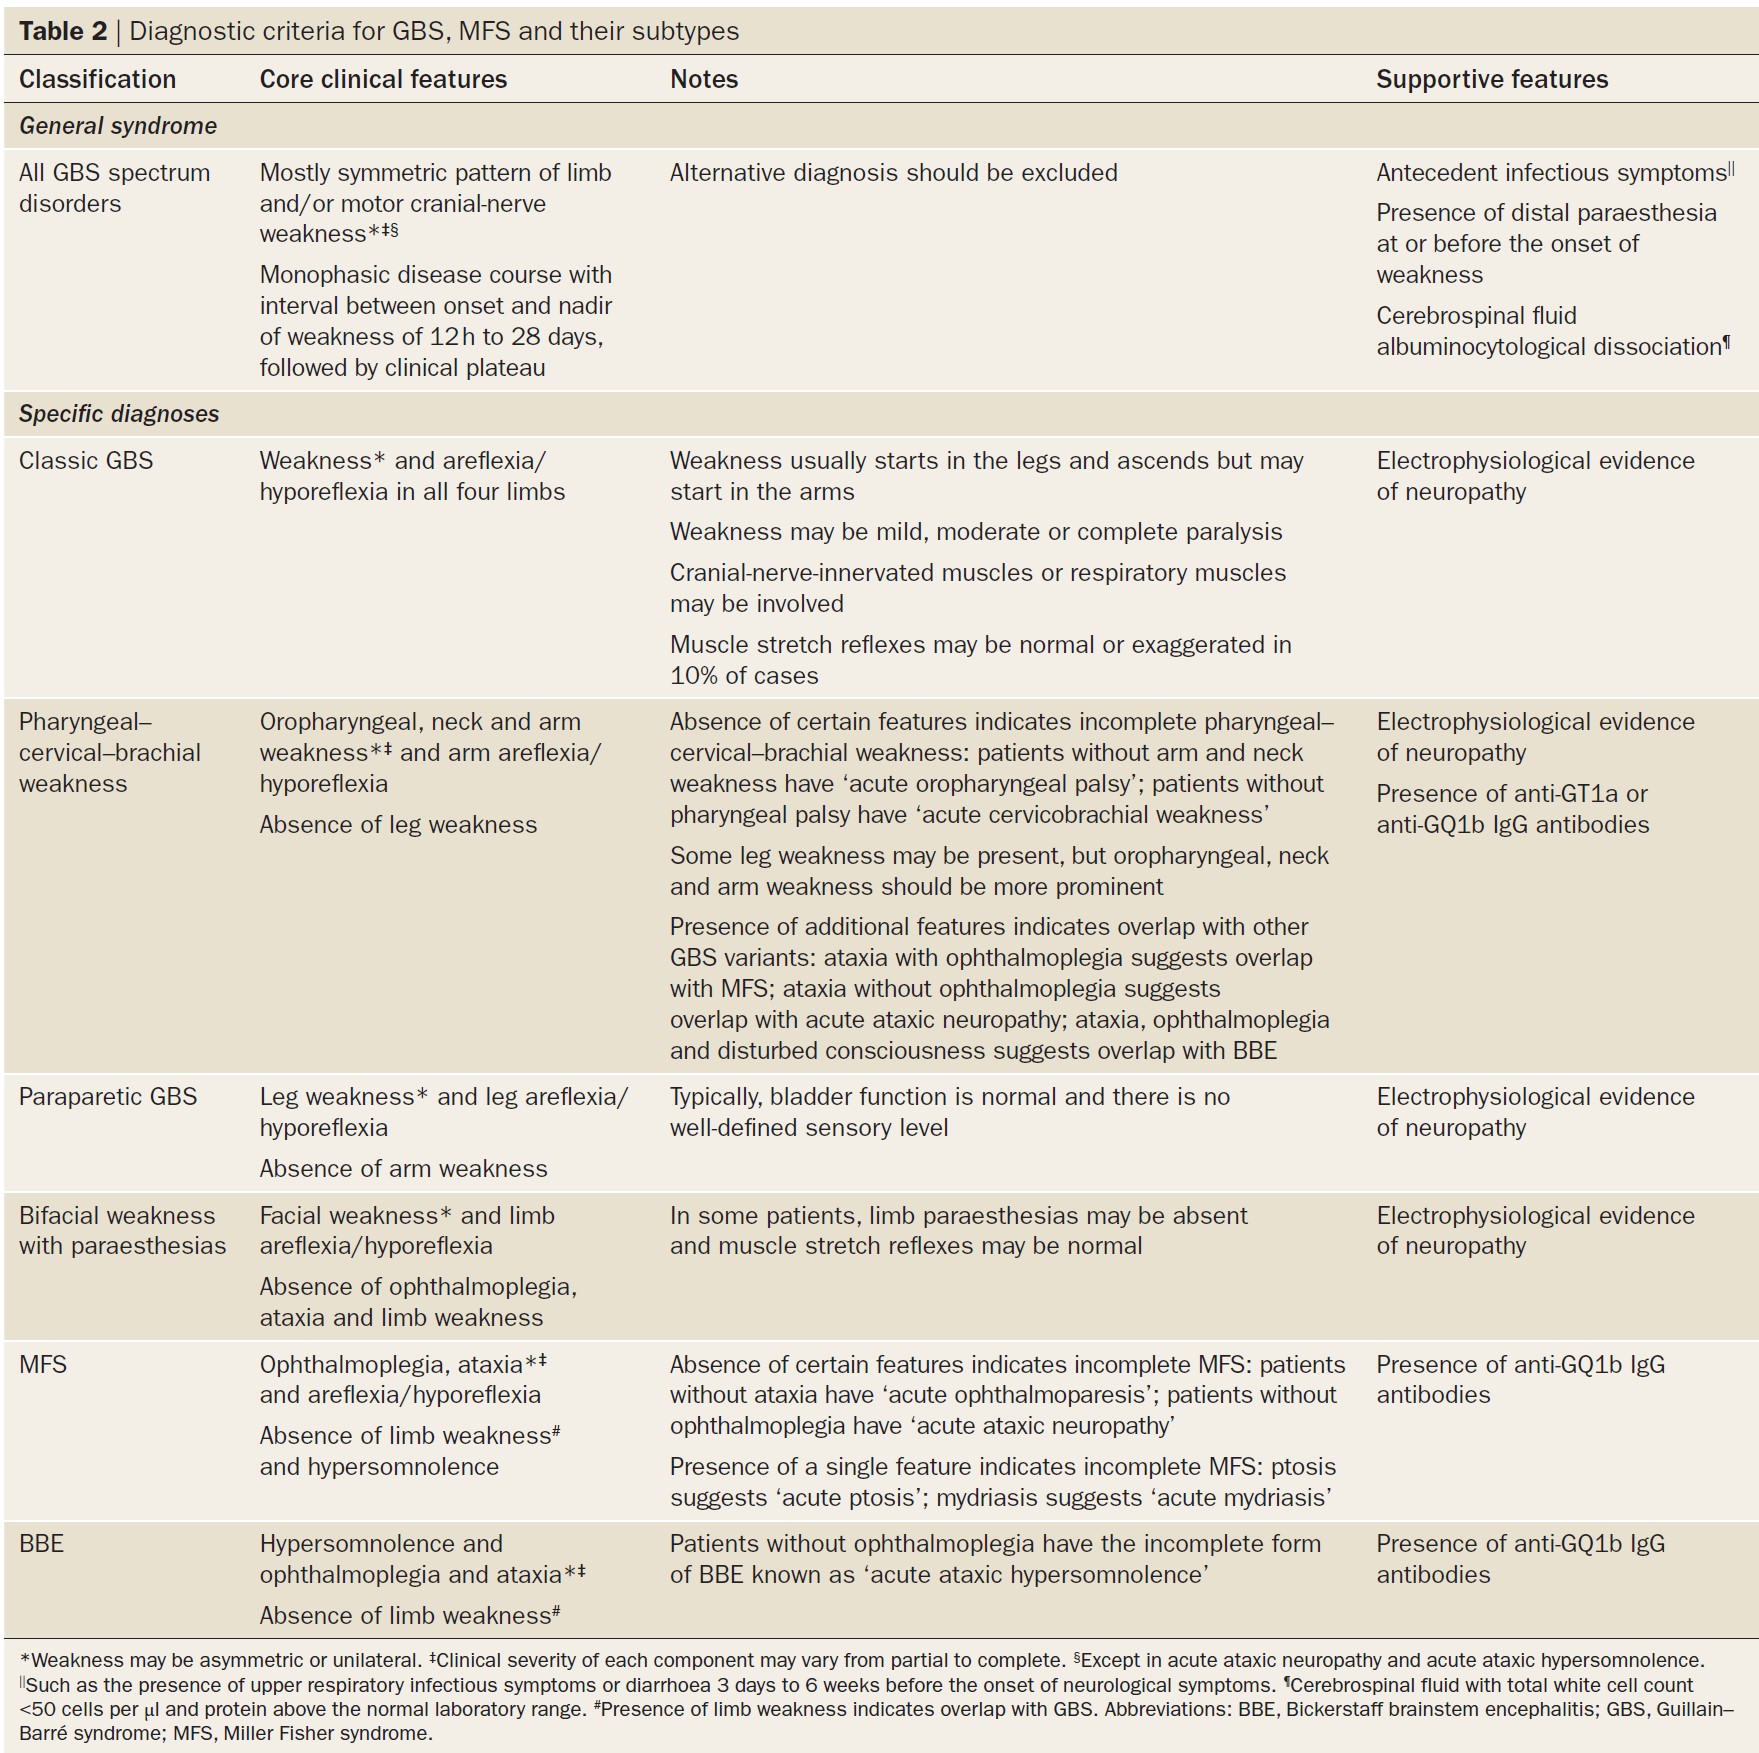 Table 2 | Diagnostic criteria for GBS, MFS and their subtypes
Classification
Core clinical features
Notes
Supportive features
General syndrome
All GBS spectrum
disorders
Mostly symmetric pattern of limb
and/or motor cranial-nerve
weakness*‡§
Monophasic disease course with
interval between onset and nadir
of weakness of 12h to 28 days,
followed by clinical plateau
Alternative diagnosis should be excluded
Antecedent infectious symptoms||
Presence of distal paraesthesia
at or before the onset of
weakness
Cerebrospinal fluid
albuminocytological dissociation¶
Specific diagnoses
Classic GBS
Weakness* and areflexia/
hyporeflexia in all four limbs
Weakness usually starts in the legs and ascends but may
start in the arms
Weakness may be mild, moderate or complete paralysis
Cranial-nerve-innervated muscles or respiratory muscles
may be involved
Muscle stretch reflexes may be normal or exaggerated in
10% of cases
Electrophysiological evidence
of neuropathy
Pharyngeal–
cervical–brachial
weakness
Oropharyngeal, neck and arm
weakness*‡ and arm areflexia/
hyporeflexia
Absence of leg weakness
Absence of certain features indicates incomplete pharyngeal–
cervical–brachial weakness: patients without arm and neck
weakness have ‘acute oropharyngeal palsy’; patients without
pharyngeal palsy have ‘acute cervicobrachial weakness’
Some leg weakness may be present, but oropharyngeal, neck
and arm weakness should be more prominent
Presence of additional features indicates overlap with other
GBS variants: ataxia with ophthalmoplegia suggests overlap
with MFS; ataxia without ophthalmoplegia suggests
overlap with acute ataxic neuropathy; ataxia, ophthalmoplegia
and disturbed consciousness suggests overlap with BBE
Electrophysiological evidence
of neuropathy
Presence of anti-GT1a or
anti-GQ1b IgG antibodies
Paraparetic GBS
Leg weakness* and leg areflexia/
hyporeflexia
Absence of arm weakness
Typically, bladder function is normal and there is no
well-defined sensory level
Electrophysiological evidence
of neuropathy
Bifacial weakness
with paraesthesias
Facial weakness* and limb
areflexia/hyporeflexia
Absence of ophthalmoplegia,
ataxia and limb weakness
In some patients, limb paraesthesias may be absent
and muscle stretch reflexes may be normal
Electrophysiological evidence
of neuropathy
MFS
Ophthalmoplegia, ataxia*‡
and areflexia/hyporeflexia
Absence of limb weakness#
and hypersomnolence
Absence of certain features indicates incomplete MFS: patients
without ataxia have ‘acute ophthalmoparesis’; patients without
ophthalmoplegia have ‘acute ataxic neuropathy’
Presence of a single feature indicates incomplete MFS: ptosis
suggests ‘acute ptosis’; mydriasis suggests ‘acute mydriasis’
Presence of anti-GQ1b IgG
antibodies
BBE
Hypersomnolence and
ophthalmoplegia and ataxia*‡
Absence of limb weakness#
Patients without ophthalmoplegia have the incomplete form
of BBE known as ‘acute ataxic hypersomnolence’
Presence of anti-GQ1b IgG
antibodies
*Weakness may be asymmetric or unilateral. ‡Clinical severity of each component may vary from partial to complete. §Except in acute ataxic neuropathy and acute ataxic hypersomnolence.
||Such as the presence of upper respiratory infectious symptoms or diarrhoea 3 days to 6 weeks before the onset of neurological symptoms. ¶Cerebrospinal fluid with total white cell count
<50 cells per μl and protein above the normal laboratory range. #Presence of limb weakness indicates overlap with GBS. Abbreviations: BBE, Bickerstaff brainstem encephalitis; GBS, Guillain–
Barré syndrome; MFS, Miller Fisher syndrome.